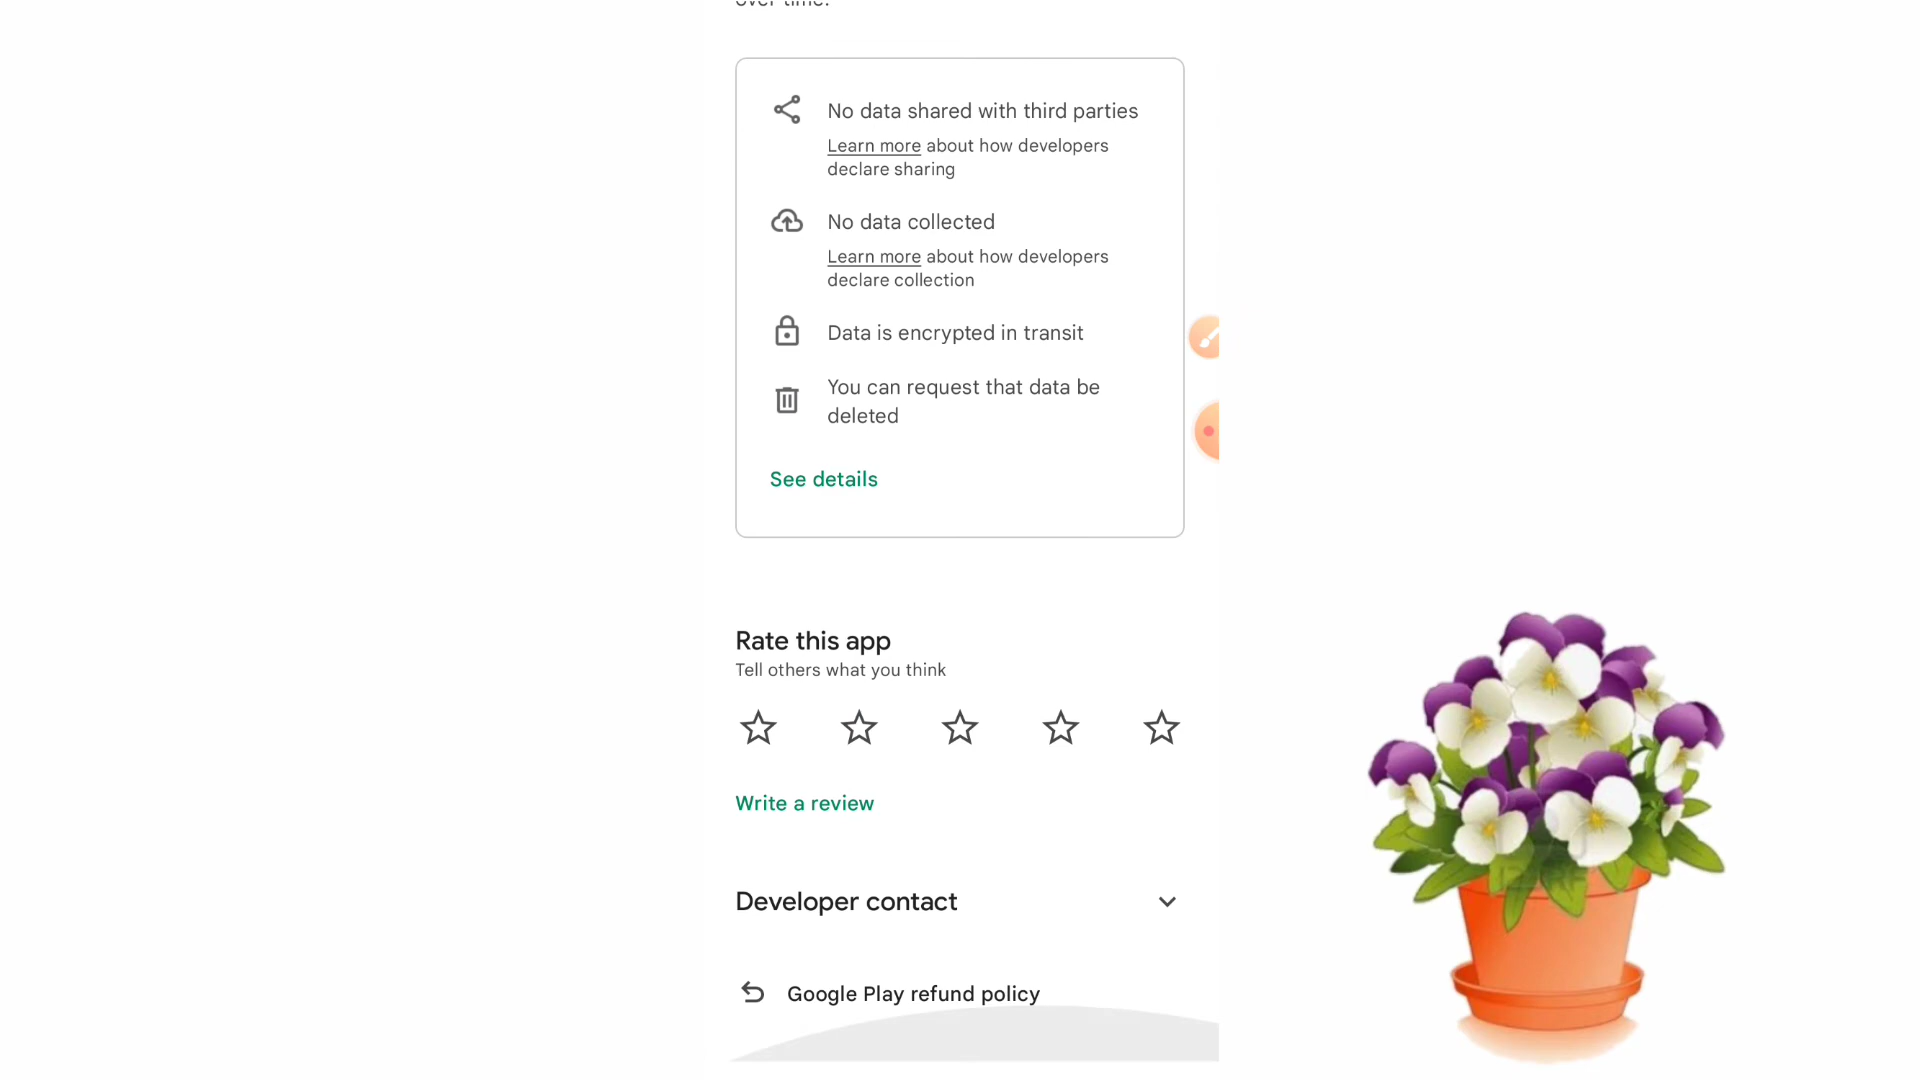 over time.
No data shared with third parties
Learn more about how developers
declare sharing
No data collected
Learn more about how developers
declare collection
Data is encrypted in transit
You can request that data be
deleted
See details
Rate this app
Tell others what you think
Write a review
Developer contact
Google Play refund policy